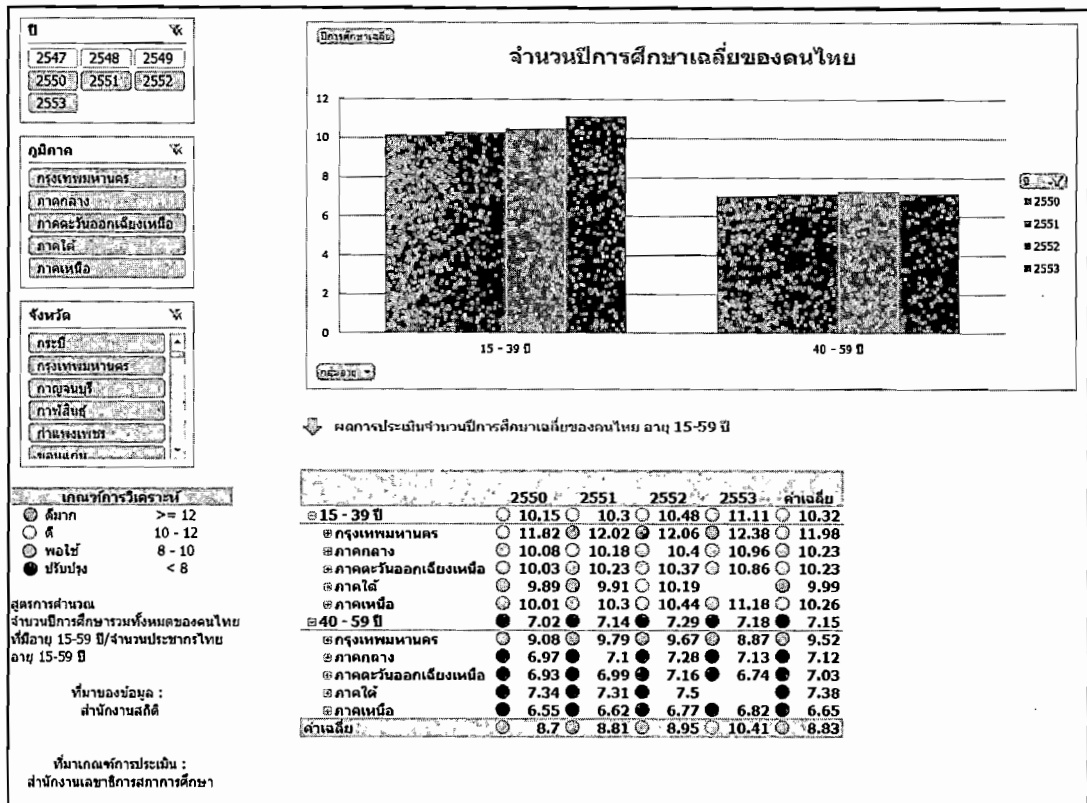 ปี
2547 2548 2549
2550 2551 2552
2553
ภูมิภาค
กรุงเทพมหานคร
ภาคกลาง
ภาคตะวันออกเฉียงเหนือ
ภาคใต้
ภาคเหนือ
จังหวัด
กระบี่
กรุงเทพมหานคร
กาญจนบุรี
กาฬสินธุ์
กำแพงเพชร
ขอนแก่น
เกณฑ์การวิเคราะห์
ดีมาก >= 12
ดี 10 - 12
พอใช้ 8 - 10
ปรับปรุง < 8
สูตรการคำนวณ
จำนวนปีการศึกษารวมทั้งหมดของคนไทย
ที่มีอายุ 15-59 ปี/จำนวนประชากรไทย
อายุ 15-59 ปี
ที่มาของข้อมูล :
สำนักงานสถิติ
ที่มาเกณฑ์การประเมิน :
สำนักงานเลขาธิการสภาการศึกษา
ปีการศึกษาเฉลี่ย
จำนวนปีการศึกษาเฉลี่ยของคนไทย
12
10
8
6
4
2
0
15 - 39 ปี 40 - 59 ปี
กลุ่มอายุ
ปี
2550
2551
2552
2553
ผลการประเมินจำนวนปีการศึกษาเฉลี่ยของคนไทย อายุ 15-59 ปี
2550 2551 2552 2553 ค่าเฉลี่ย
15 - 39 ปี 10.15 10.3 10.48 11.11 10.32
กรุงเทพมหานคร 11.82 12.02 12.06 12.38 11.98
ภาคกลาง 10.08 10.18 10.4 10.96 10.23
ภาคตะวันออกเฉียงเหนือ 10.03 10.23 10.37 10.86 10.23
ภาคใต้ 9.89 9.91 10.19 9.99
ภาคเหนือ 10.01 10.3 10.44 11.18 10.26
40 - 59 ปี 7.02 7.14 7.29 7.18 7.15
กรุงเทพมหานคร 9.08 9.79 9.67 8.87 9.52
ภาคกลาง 6.97 7.1 7.28 7.13 7.12
ภาคตะวันออกเฉียงเหนือ 6.93 6.99 7.16 6.74 7.03
ภาคใต้ 7.34 7.31 7.5 7.38
ภาคเหนือ 6.55 6.62 6.77 6.82 6.65
ค่าเฉลี่ย 8.7 8.81 8.95 10.41 8.83